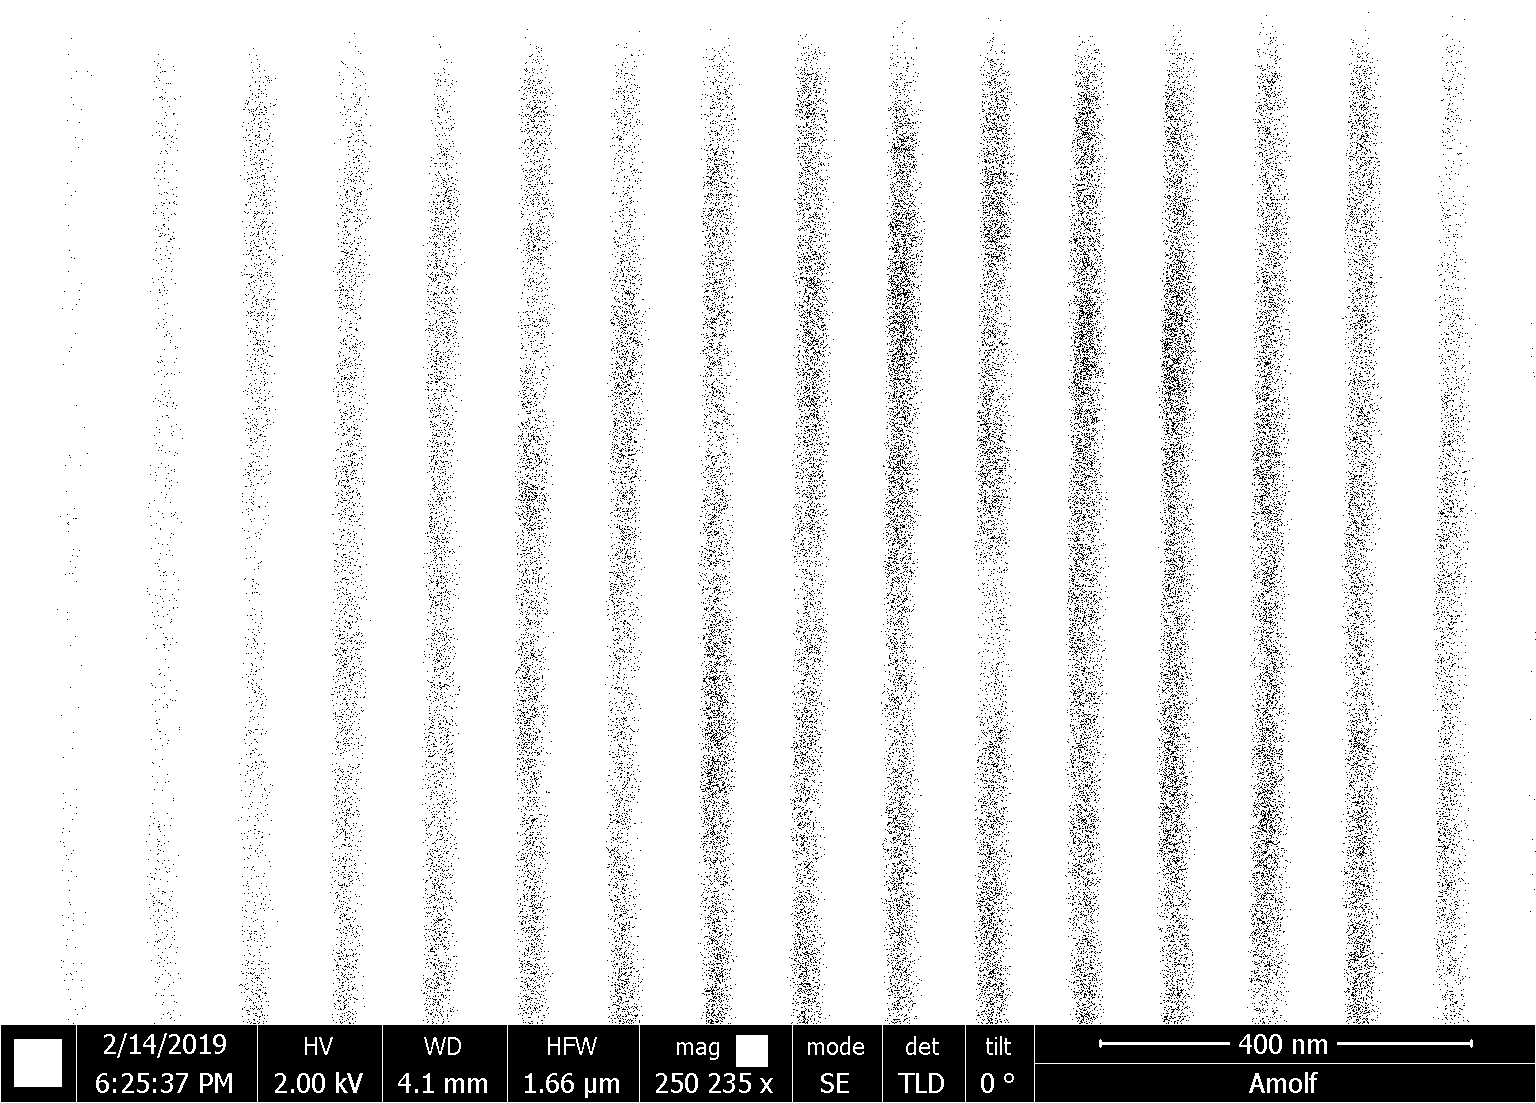 2/14/2019
6:25:37 PM
HV
2.00 kV
WD
4.1 mm
HFW
1.66 µm
mag
250 235 x
mode
SE
det
TLD
tilt
0 °
400 nm
Amolf